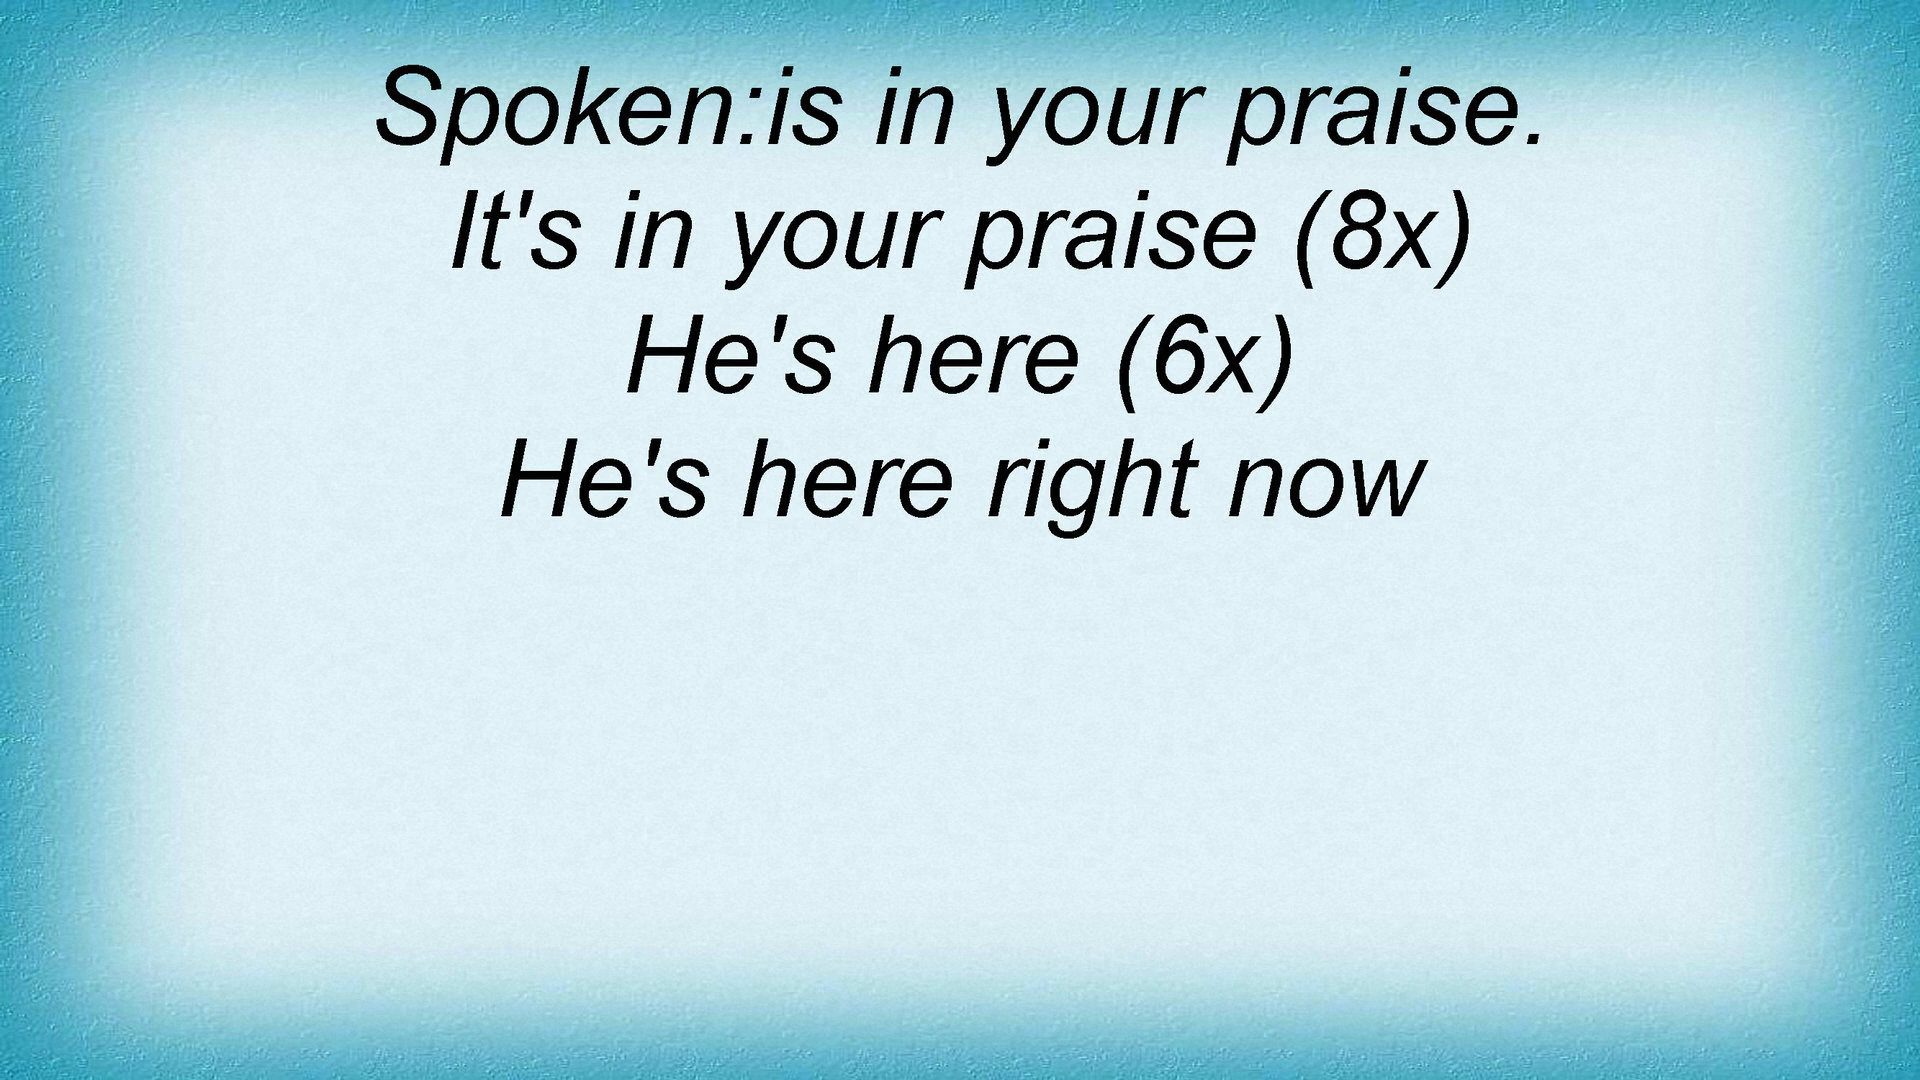 Spoken:is in your praise.
It's in your praise (8x)
He's here (6x)
He's here right now